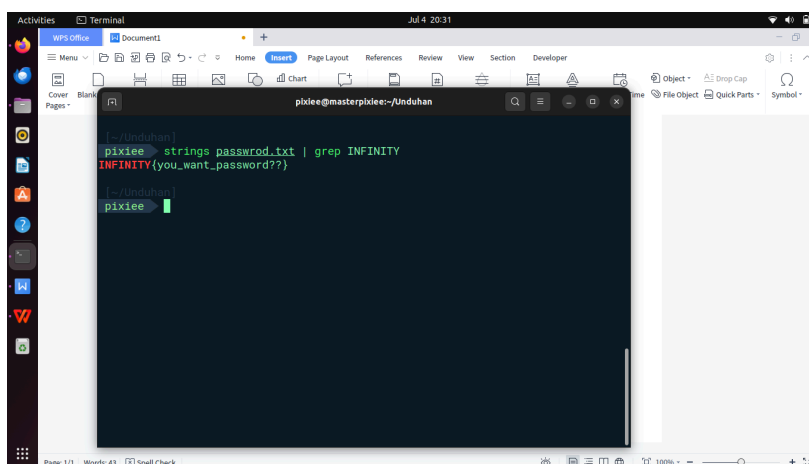 Activities Terminal Jul 4 20:31
WPS Office Document1 +
Menu Home Insert Page Layout References Review View Section Developer
Chart Object Drop Cap
Cover Blank ime File Object Quick Parts Symbol
Pages
pixiee@masterpixiee:~/Unduhan
[~/Unduhan]
pixiee strings passwrod.txt | grep INFINITY
INFINITY{you_want_password??}
[~/Unduhan]
pixiee
Page: 1/1 Words: 43 Spell Check 100% - +